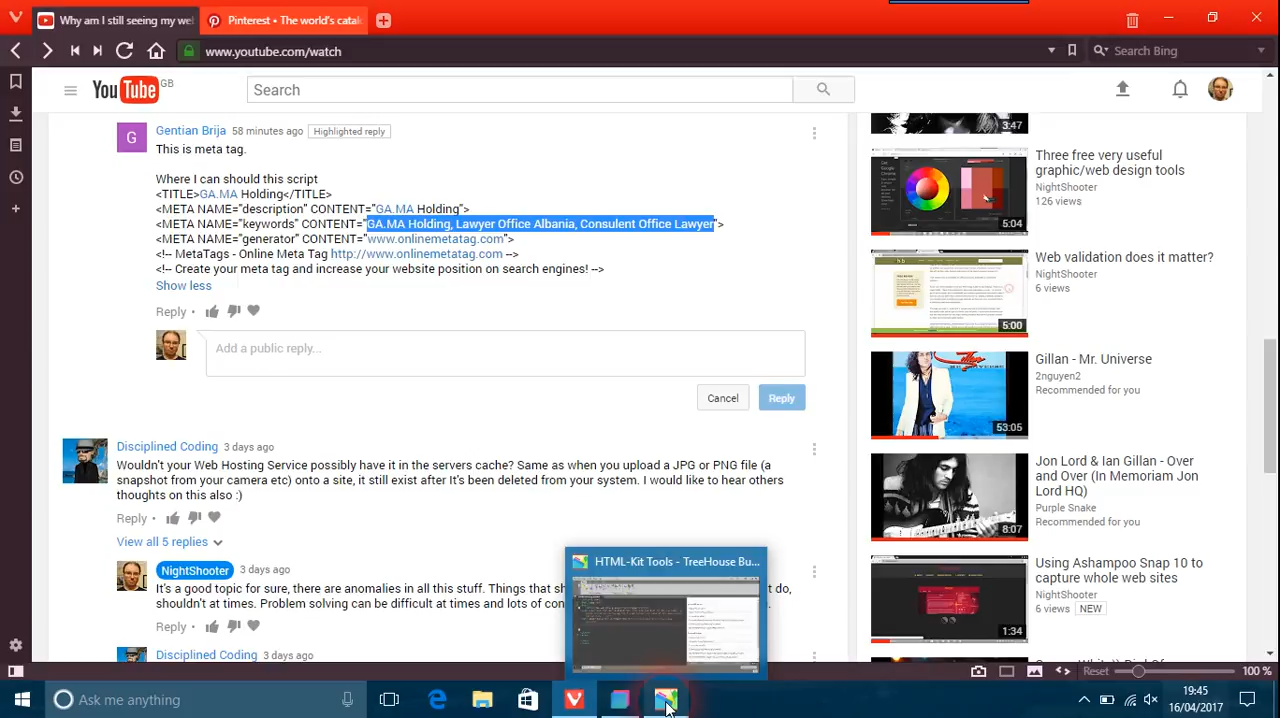 Why am I still seeing my we
Pinterest • The world's cata
www.youtube.com/watch
Search Bing
YouTube GB
Search
Gentian Brija 58 minutes ago Highlighted reply
This is meta tag.
What keywords should I put but
<TITLE>GA.MA Holding</TITLE>
<META NAME="description" CONTENT="GA.MA Holding
<META NAME="keywords" CONTENT="GA.MA Holding, Lawyer Office Albania, Consulent Office Lawyer">
<META NAME="generator" CONTENT="www.onlinemetatag.com">
<!-- Manage Online Meta Tag http://www.onlinemetatag.com -->
<!-- Create a meta tag and increase your website position in search engines! -->
Show less
Reply
Add a public reply...
Cancel
Reply
Disciplined Coding 3 days ago
Wouldn't your Web Hosting Service possibly have it in the servers cache? Same as when you upload a JPG or PNG file (a
snapshot from your camera etc) onto a site, it still exist after It's been deleted from your system. I would like to hear others
thoughts on this also :)
Reply •
View all 5 replies
NightShooter 3 days ago
It's a good
there are anomalies in all this stuff. Things that sh
t do,
shouldn't at times. Problem solving can be difficult at times and lots of con
Reply •
Disciplined Coding 3 days ago
3:47
Three free very useful
graphic/web design tools
NightShooter
126 views
5:04
Web validation does it matter?
NightShooter
6 views
5:00
Gillan - Mr. Universe
2nguyen2
Recommended for you
53:05
Jon Lord & Ian Gillan - Over
and Over (In Memoriam Jon
Lord HQ)
Purple Snake
Recommended for you
8:07
Using Ashampoo Snap 10 to
capture whole web sites
NightShooter
6 views NEW
1:34
HTML-Kit Tools - TreeHouse Bu...
Reset
100 %
Ask me anything
19:45
16/04/2017